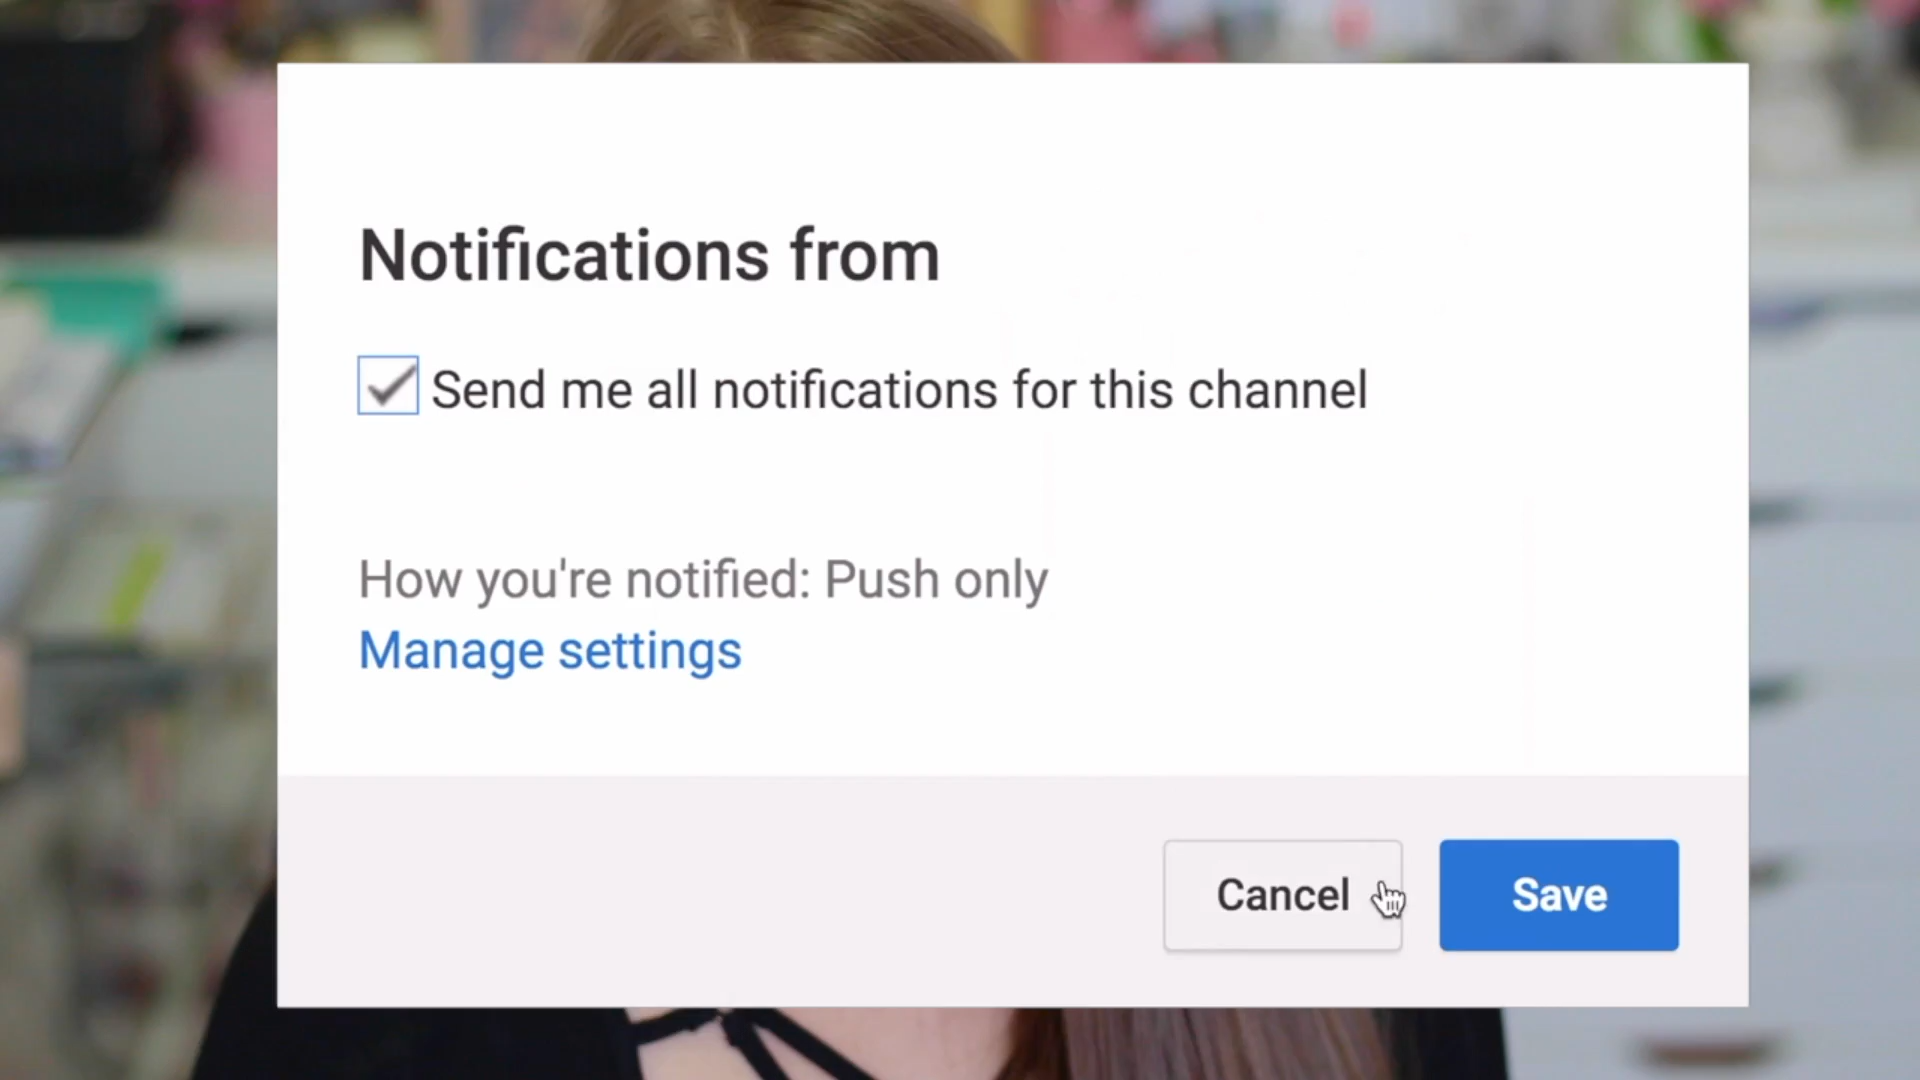 Notifications from
Send me all notifications for this channel
How you're notified: Push only
Manage settings
Cancel
Save